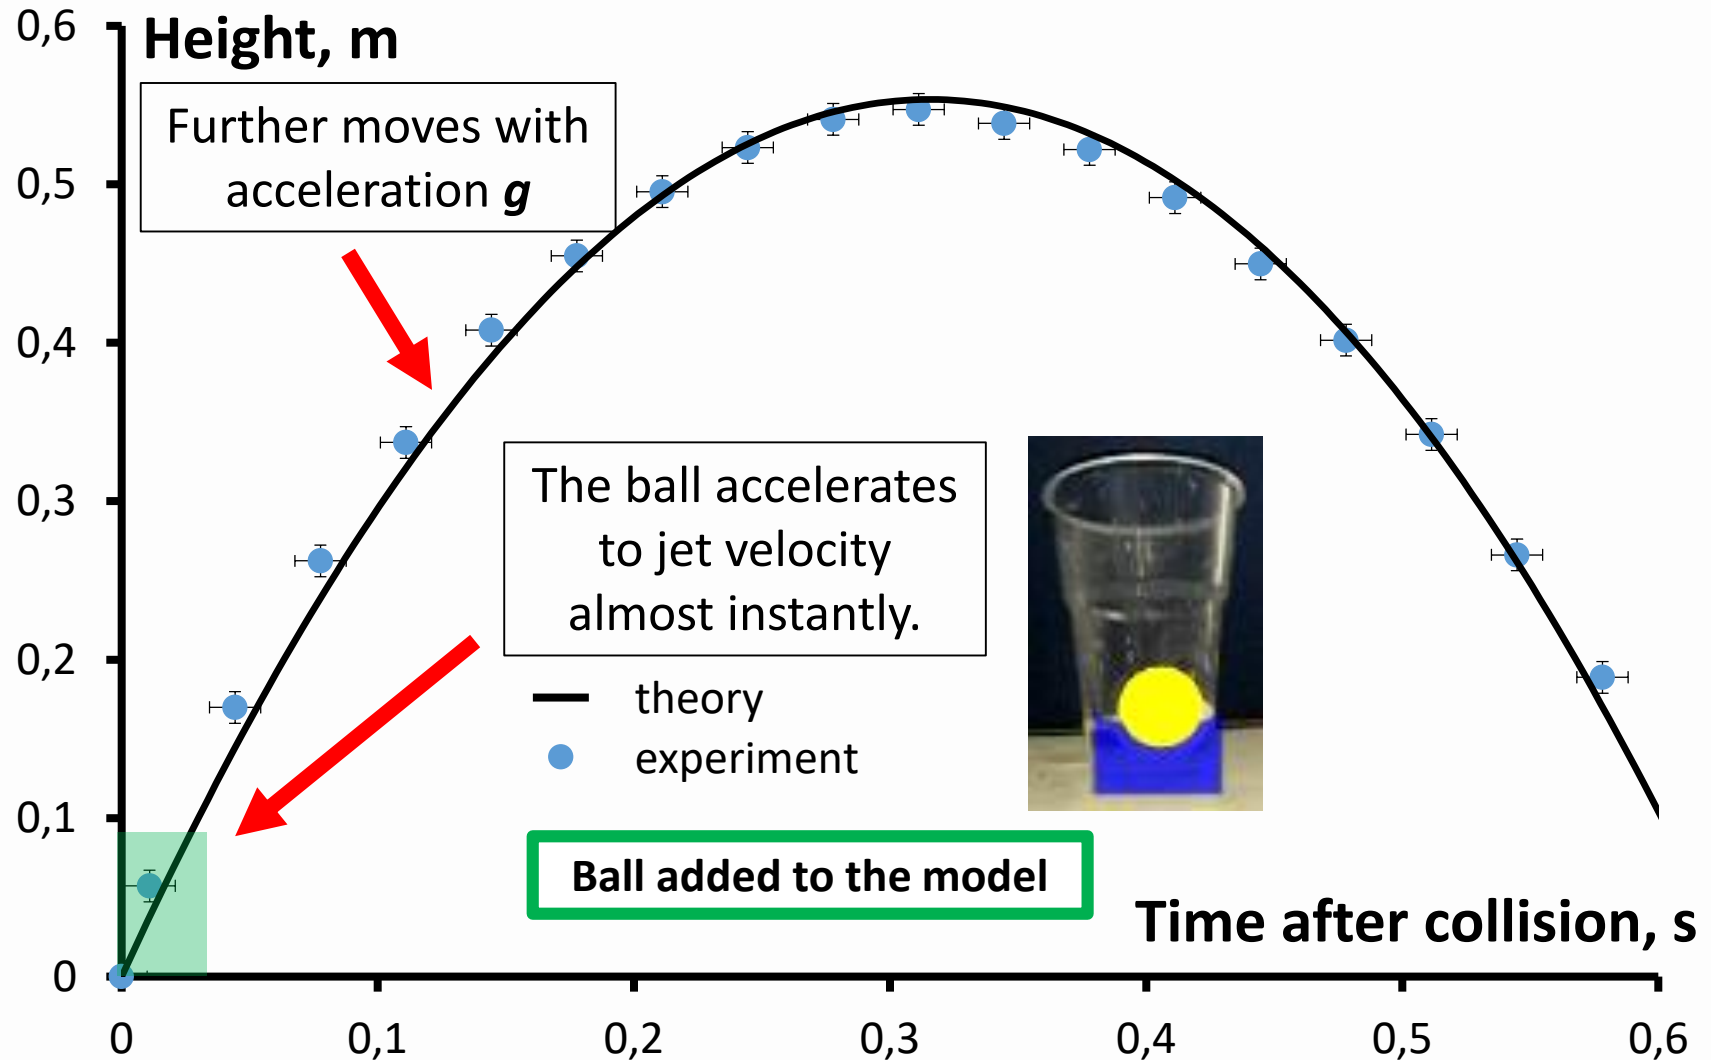 0,6
Height, m
Further moves with
acceleration g
0,5
0,4
0,3
The ball accelerates
to jet velocity
almost instantly.
0,2
theory
experiment
0,1
Ball added to the model
Time after collision, s
0
0 0,1 0,2 0,3 0,4 0,5 0,6